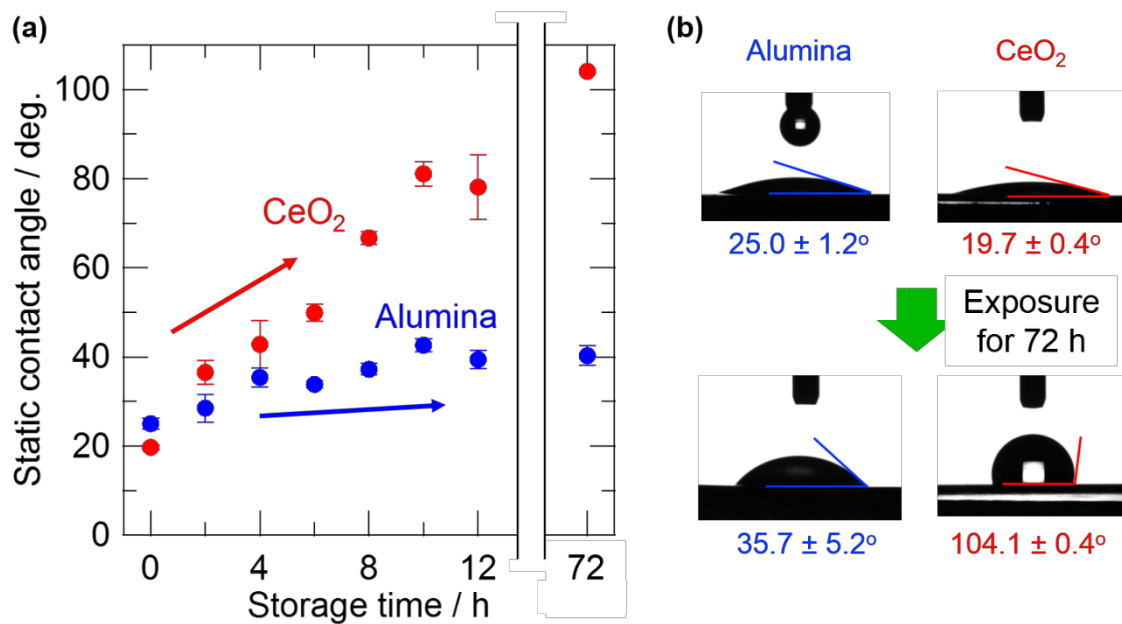 (a)
Static contact angle / deg.
100
80
60
40
20
0
CeO₂
Alumina
0 4 8 12 72
Storage time / h
(b)
Alumina CeO₂
25.0 ± 1.2° 19.7 ± 0.4°
Exposure
for 72 h
35.7 ± 5.2° 104.1 ± 0.4°